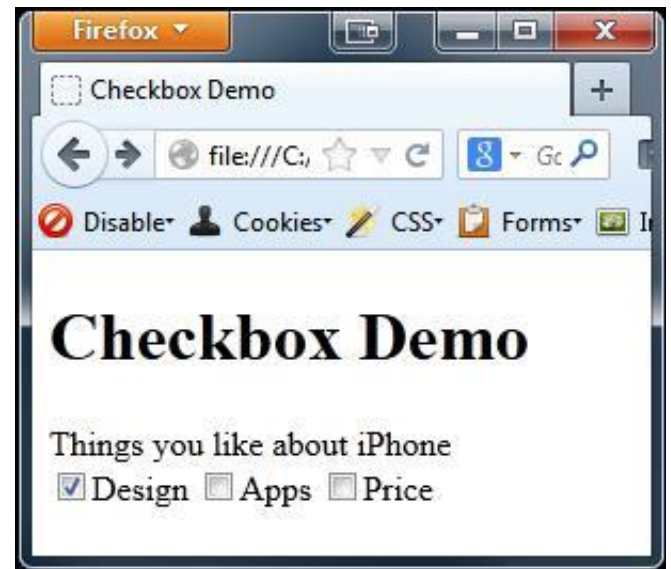 Firefox
Checkbox Demo
file:///C:/
Disable Cookies CSS Forms
Checkbox Demo
Things you like about iPhone
Design Apps Price